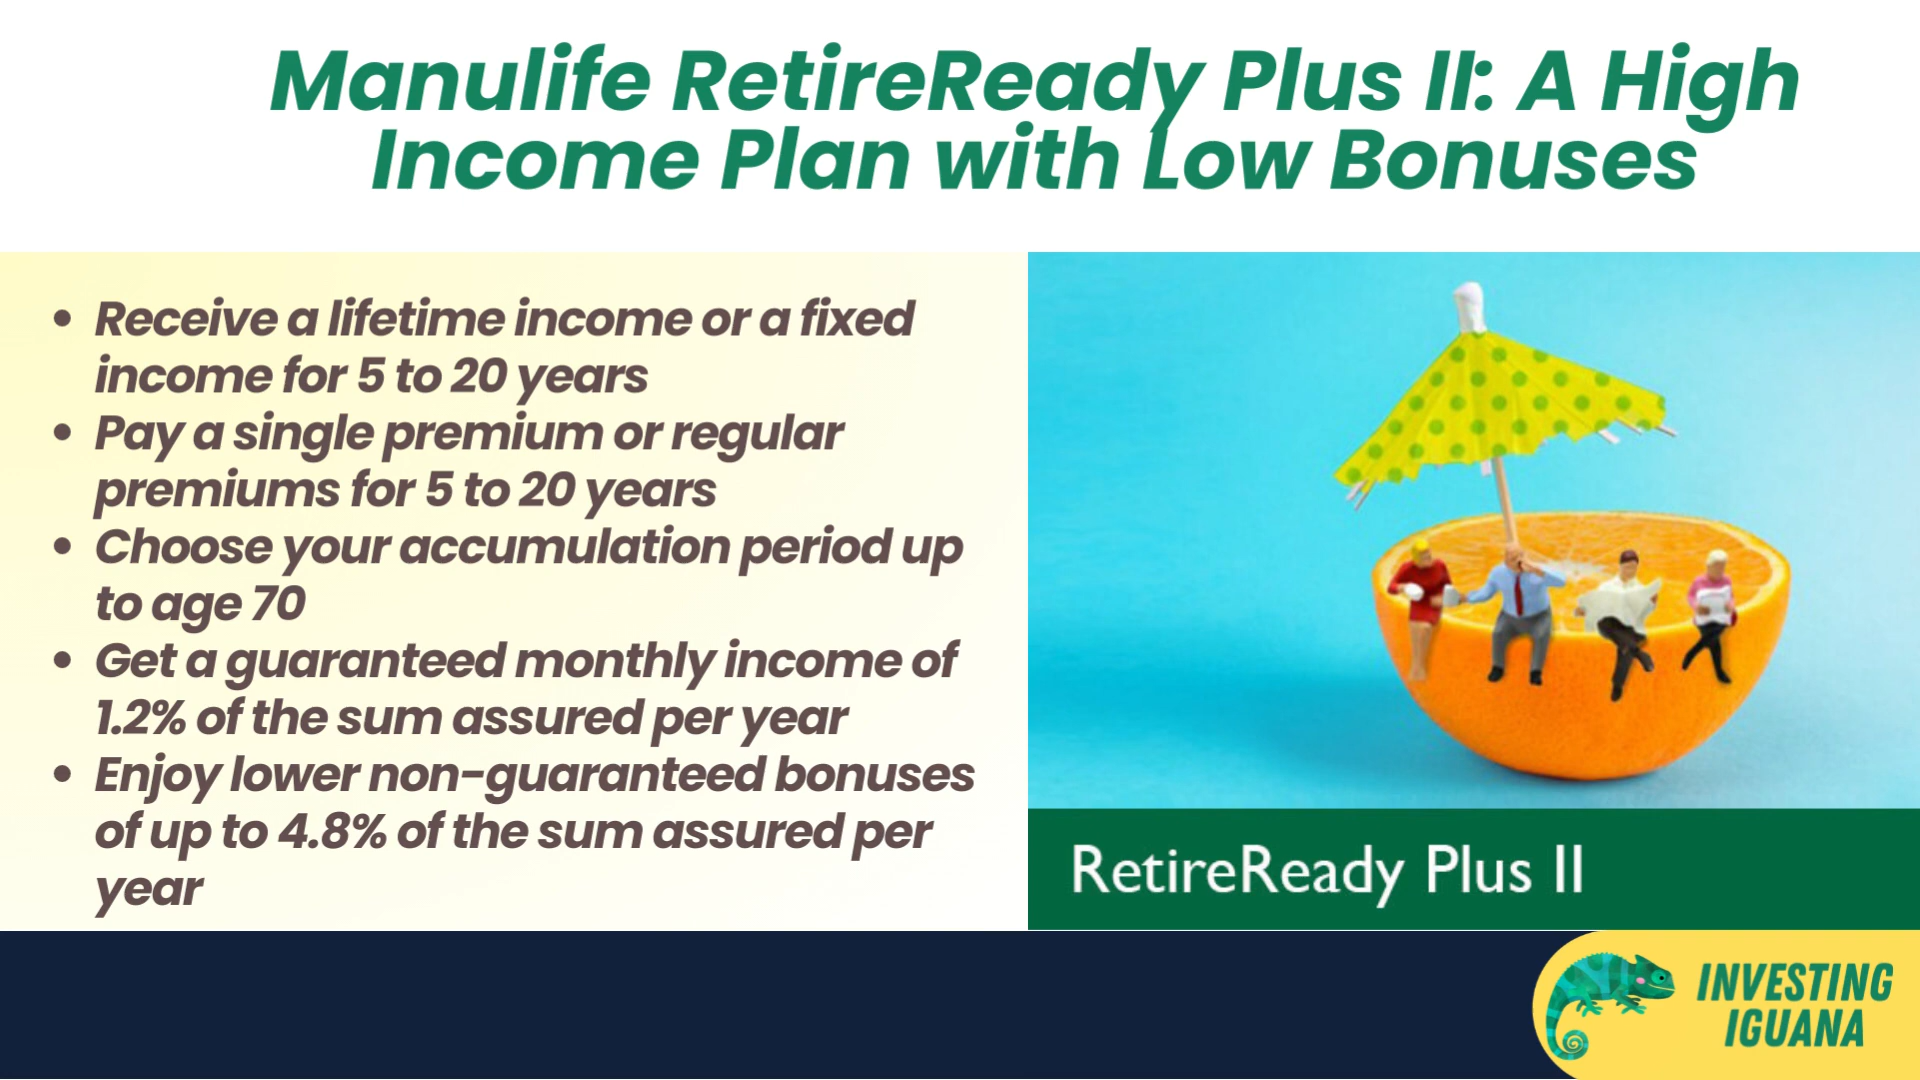 Manulife RetireReady Plus II: A High
Income Plan with Low Bonuses
• Receive a lifetime income or a fixed
income for 5 to 20 years
• Pay a single premium or regular
premiums for 5 to 20 years
• Choose your accumulation period up
to age 70
• Get a guaranteed monthly income of
1.2% of the sum assured per year
• Enjoy lower non-guaranteed bonuses
of up to 4.8% of the sum assured per
year
RetireReady Plus II
INVESTING
IGUANA